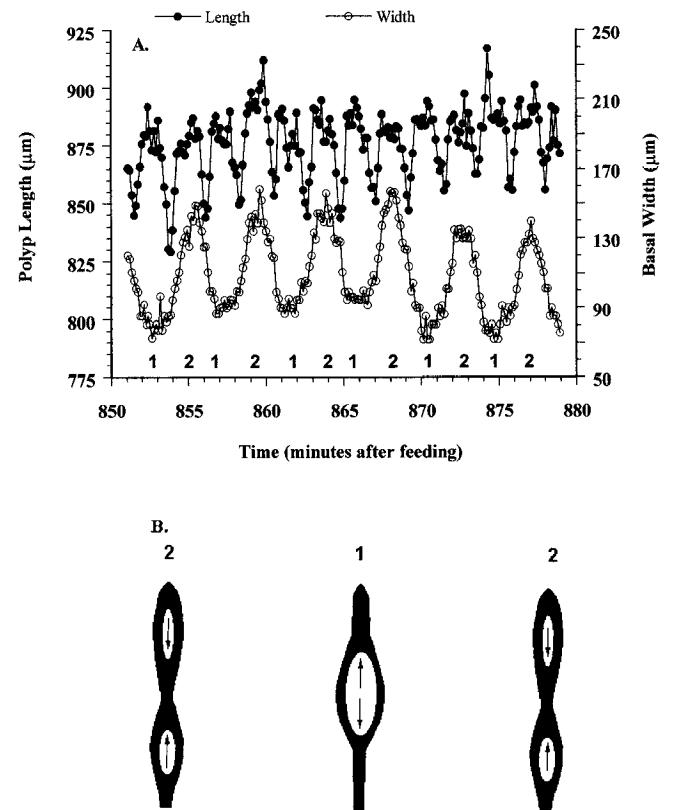 Length Width
A.
925
900
875
850
825
800
775
Polyp Length (μm)
250
210
170
130
90
50
Basal Width (μm)
1 2 1 2 1 2 1 2 1 2 1 2
850 855 860 865 870 875 880
Time (minutes after feeding)
B.
2 1 2